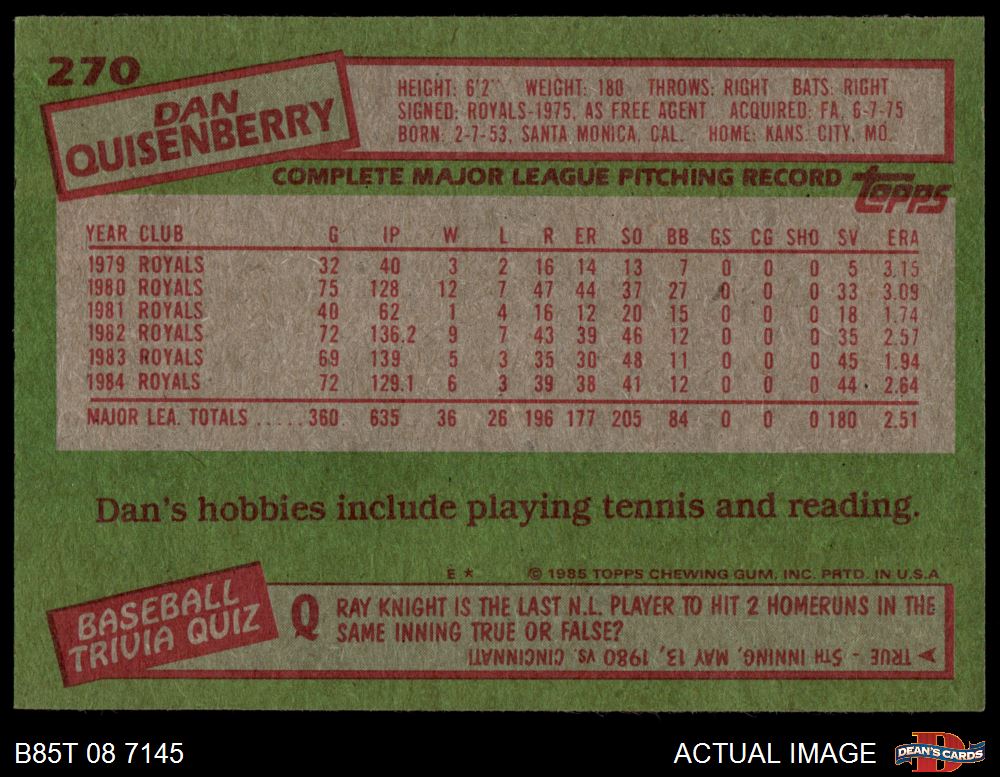 270
DAN
QUISENBERRY
HEIGHT: 6'2" WEIGHT: 180 THROWS: RIGHT BATS: RIGHT
SIGNED: ROYALS-1975, AS FREE AGENT ACQUIRED: FA, 6-7-75
BORN: 2-7-53, SANTA MONICA, CAL. HOME: KANS. CITY, MO.
COMPLETE MAJOR LEAGUE PITCHING RECORD
Topps
YEAR CLUB G IP W L R ER SO BB GS CG SHO SV ERA
1979 ROYALS 32 40 3 2 16 14 13 7 0 0 0 5 3.15
1980 ROYALS 75 128 12 7 47 44 37 27 0 0 0 33 3.09
1981 ROYALS 40 62 1 4 16 12 20 15 0 0 0 18 1.74
1982 ROYALS 72 136.2 9 7 43 39 46 12 0 0 0 35 2.57
1983 ROYALS 69 139 5 3 35 30 48 11 0 0 0 45 1.94
1984 ROYALS 72 129.1 6 3 39 38 41 12 0 0 0 44 2.64
MAJOR LEA. TOTALS ..... 360 635 36 26 196 177 205 84 0 0 0 180 2.51
Dan's hobbies include playing tennis and reading.
E * © 1985 TOPPS CHEWING GUM, INC. PRTD. IN U.S.A.
BASEBALL
TRIVIA QUIZ
Q RAY KNIGHT IS THE LAST N.L. PLAYER TO HIT 2 HOMERUNS IN THE
SAME INNING TRUE OR FALSE?
TRUE - 5TH INNING, MAY 13, 1980 vs. CINCINNATI
B85T 08 7145
ACTUAL IMAGE
DEAN'S CARDS